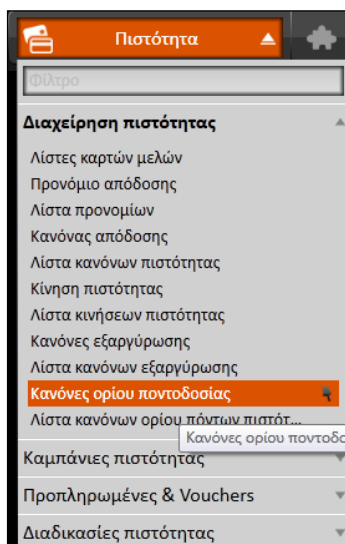 Πιστότητα
Φίλτρο
Διαχείρηση πιστότητας
Λίστες καρτών μελών
Προνόμιο απόδοσης
Λίστα προνομίων
Κανόνας απόδοσης
Λίστα κανόνων πιστότητας
Κίνηση πιστότητας
Λίστα κινήσεων πιστότητας
Κανόνες εξαργύρωσης
Λίστα κανόνων εξαργύρωσης
Κανόνες ορίου ποντοδοσίας
Λίστα κανόνων ορίου πόντων πιστότ...
Κανόνες ορίου ποντοδο
Καμπάνιες πιστότητας
Προπληρωμένες & Vouchers
Διαδικασίες πιστότητας